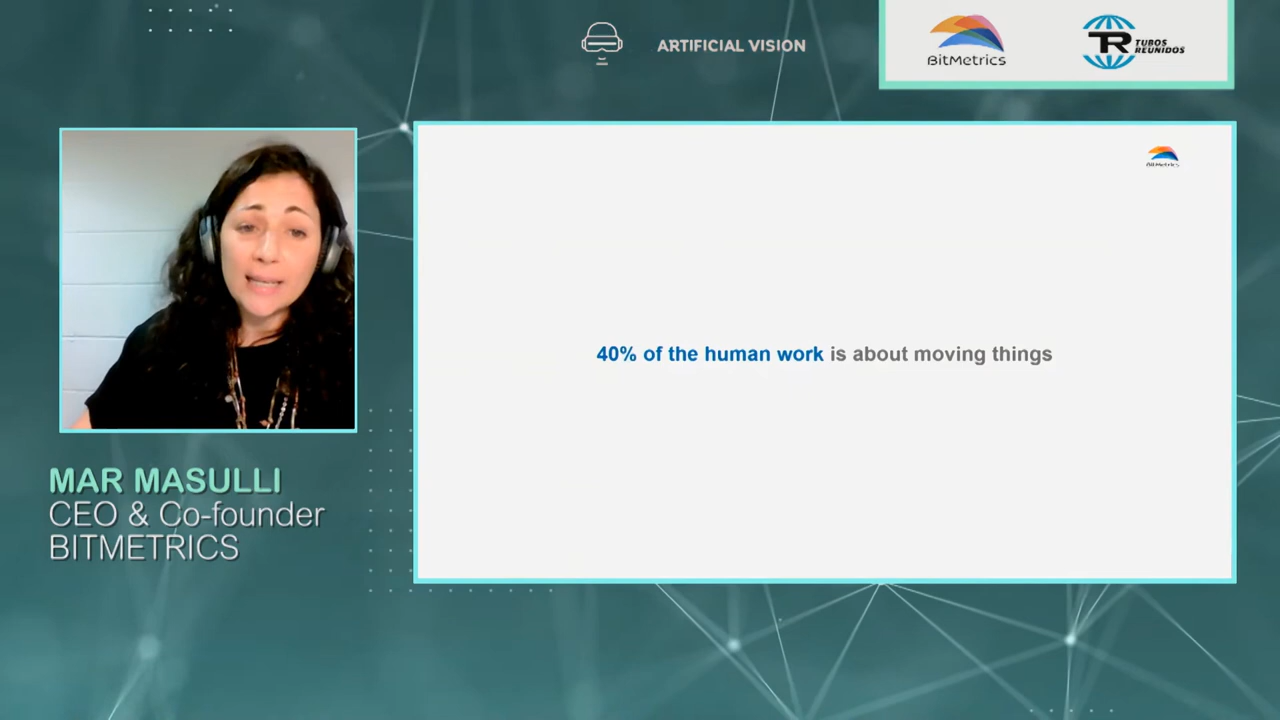 ARTIFICIAL VISION
BitMetrics
TR TUBOS
REUNIDOS
BitMetrics
40% of the human work is about moving things
MAR MASULLI
CEO & Co-founder
BITMETRICS